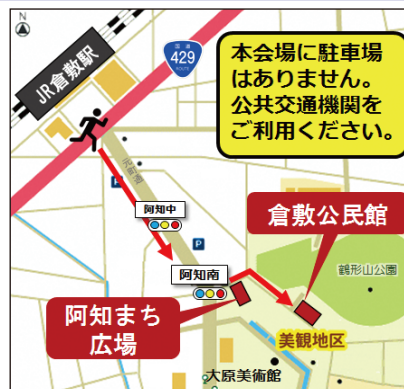 N
JR倉敷駅
国道
429
ROUTE
本会場に駐車場
はありません。
公共交通機関を
ご利用ください。
P
阿知中
P
倉敷公民館
阿知南
鶴形山公園
阿知まち
広場
美観地区
大原美術館